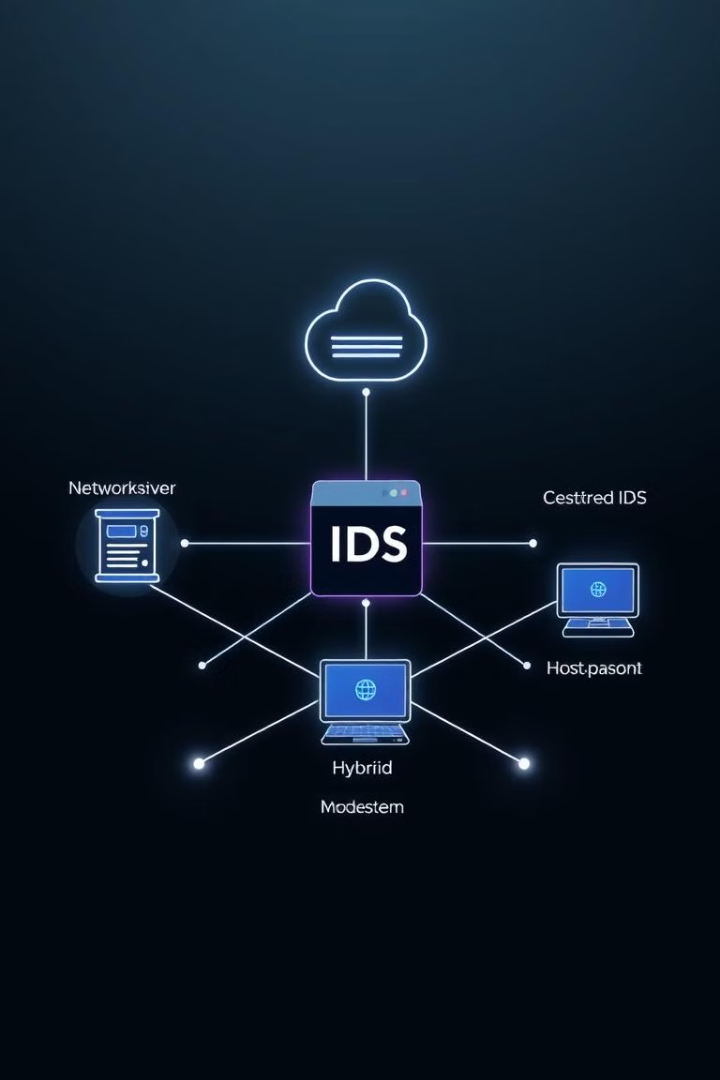 Networksiver
Cesttred IDS
IDS
Host.pasont
Hybriid
Modestem